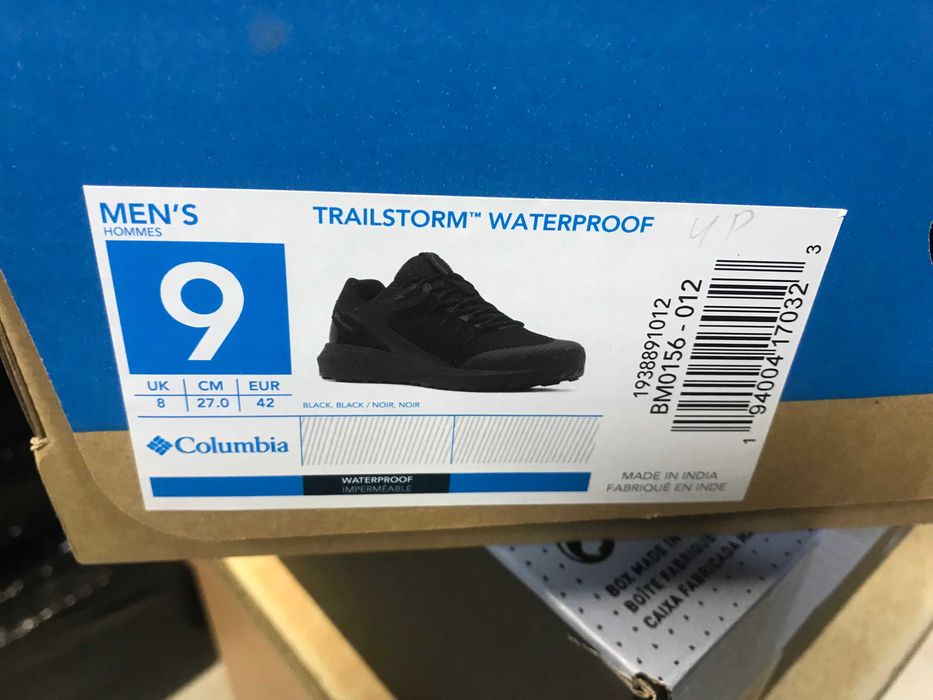 MEN'S
HOMMES
TRAILSTORM™ WATERPROOF
9
UK CM EUR
8 27.0 42
BLACK, BLACK / NOIR, NOIR
Columbia
WATERPROOF
IMPERMÉABLE
1938891012
BM0156 - 012
1 94004 17032 3
MADE IN INDIA
FABRIQUÉ EN INDE
BOX MADE IN
BOÎTE FABRIQUÉ
CAIXA FABRICADA